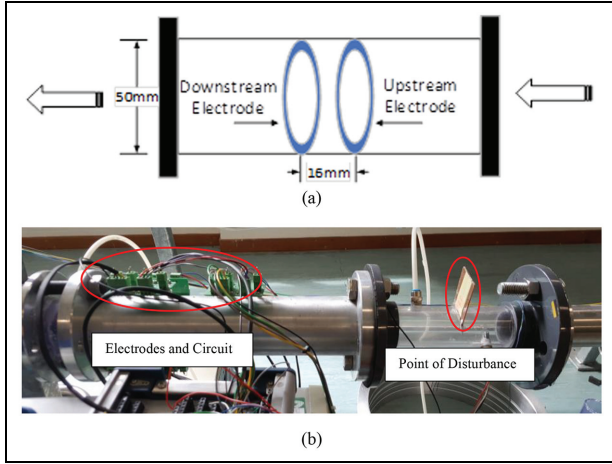 50mm
Downstream
Electrode
Upstream
Electrode
16mm
(a)
Electrodes and Circuit
Point of Disturbance
(b)